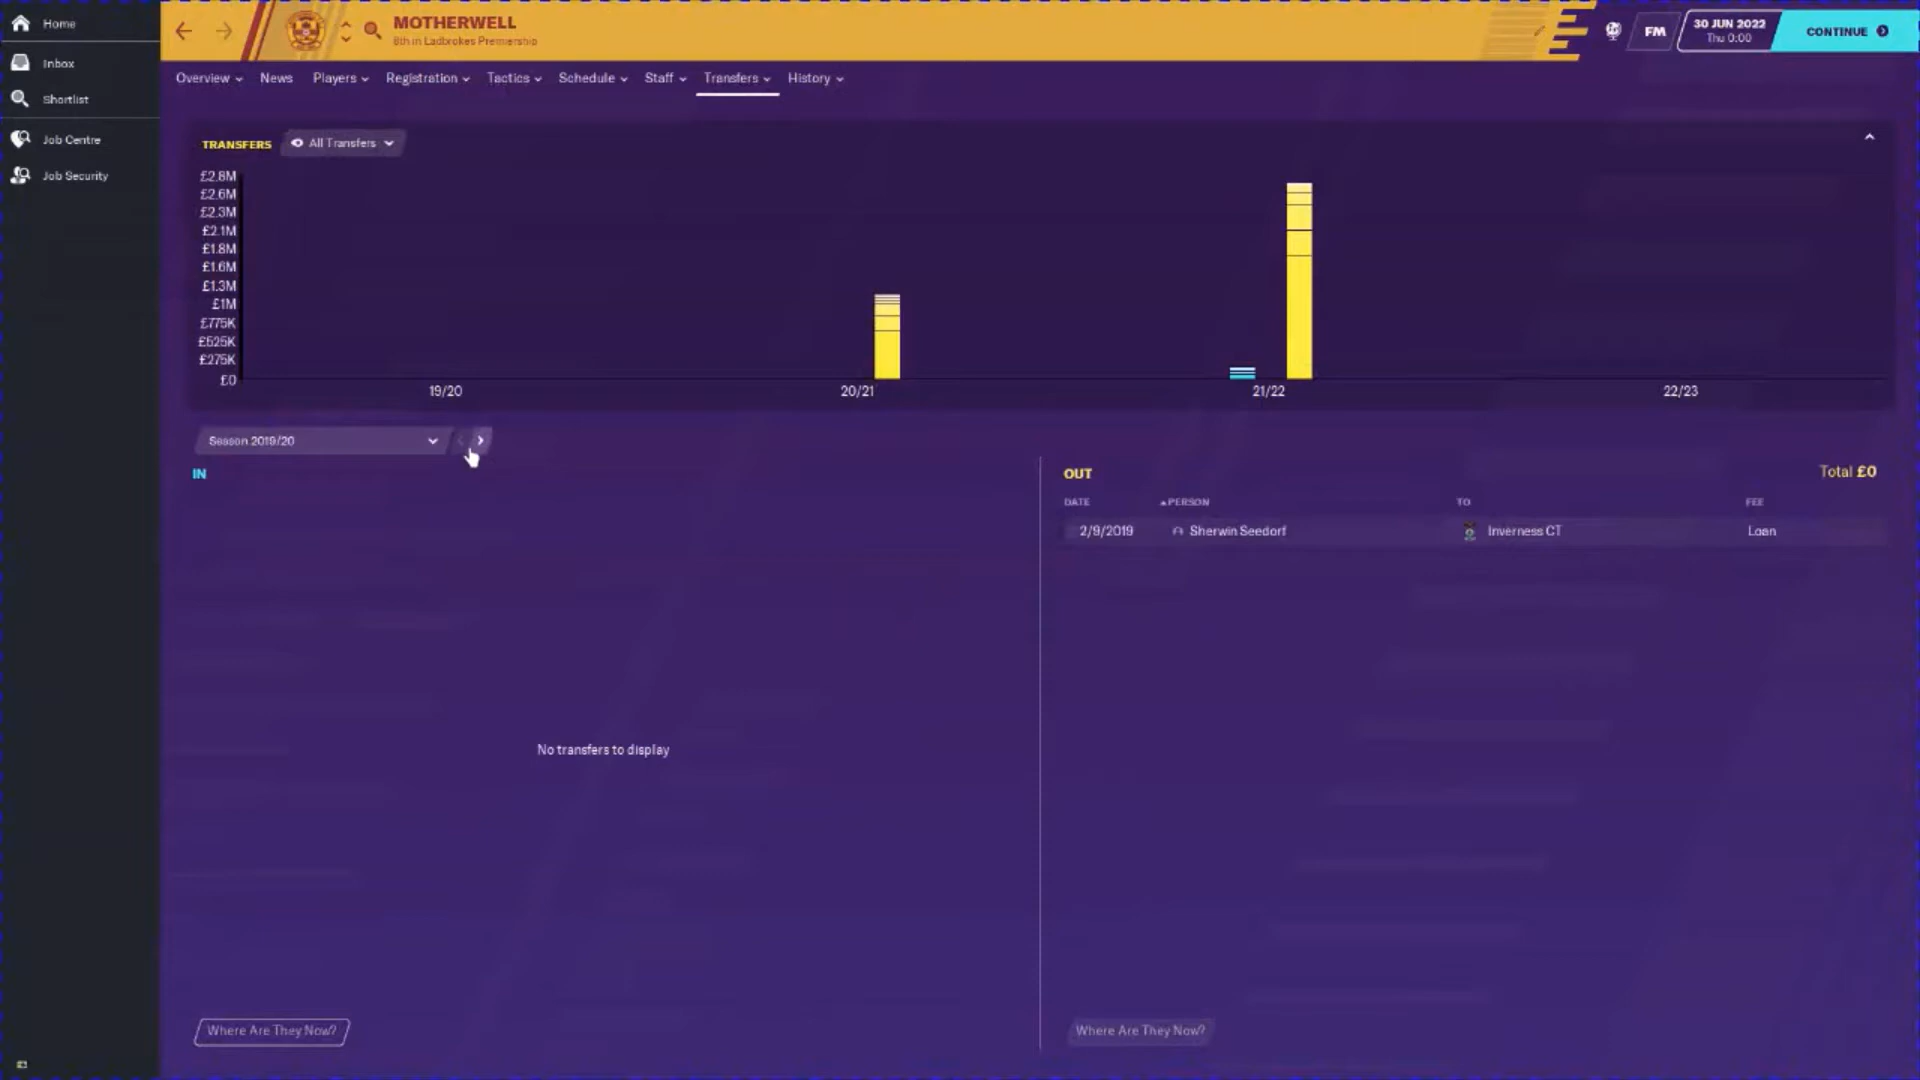 Home
Inbox
Shortlist
Job Centre
Job Security
MOTHERWELL
8th in Ladbrokes Premiership
FM
30 JUN 2022
Thu 0:00
CONTINUE
Overview News Players Registration Tactics Schedule Staff Transfers History
TRANSFERS All Transfers
£2.8M
£2.6M
£2.3M
£2.1M
£1.8M
£1.6M
£1.3M
£1M
£775K
£525K
£275K
£0
19/20 20/21 21/22 22/23
Season 2019/20
IN
No transfers to display
Where Are They Now?
OUT Total £0
DATE PERSON TO FEE
2/9/2019 Sherwin Seedorf Inverness CT Loan
Where Are They Now?